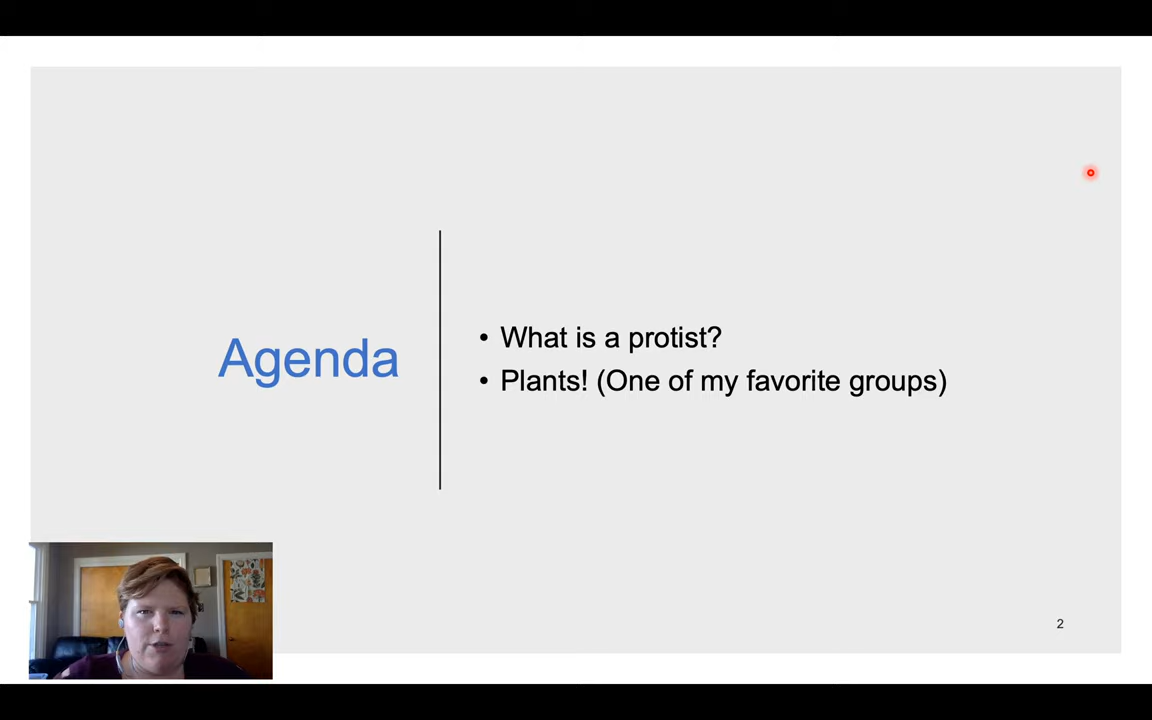 Agenda
• What is a protist?
• Plants! (One of my favorite groups)
2